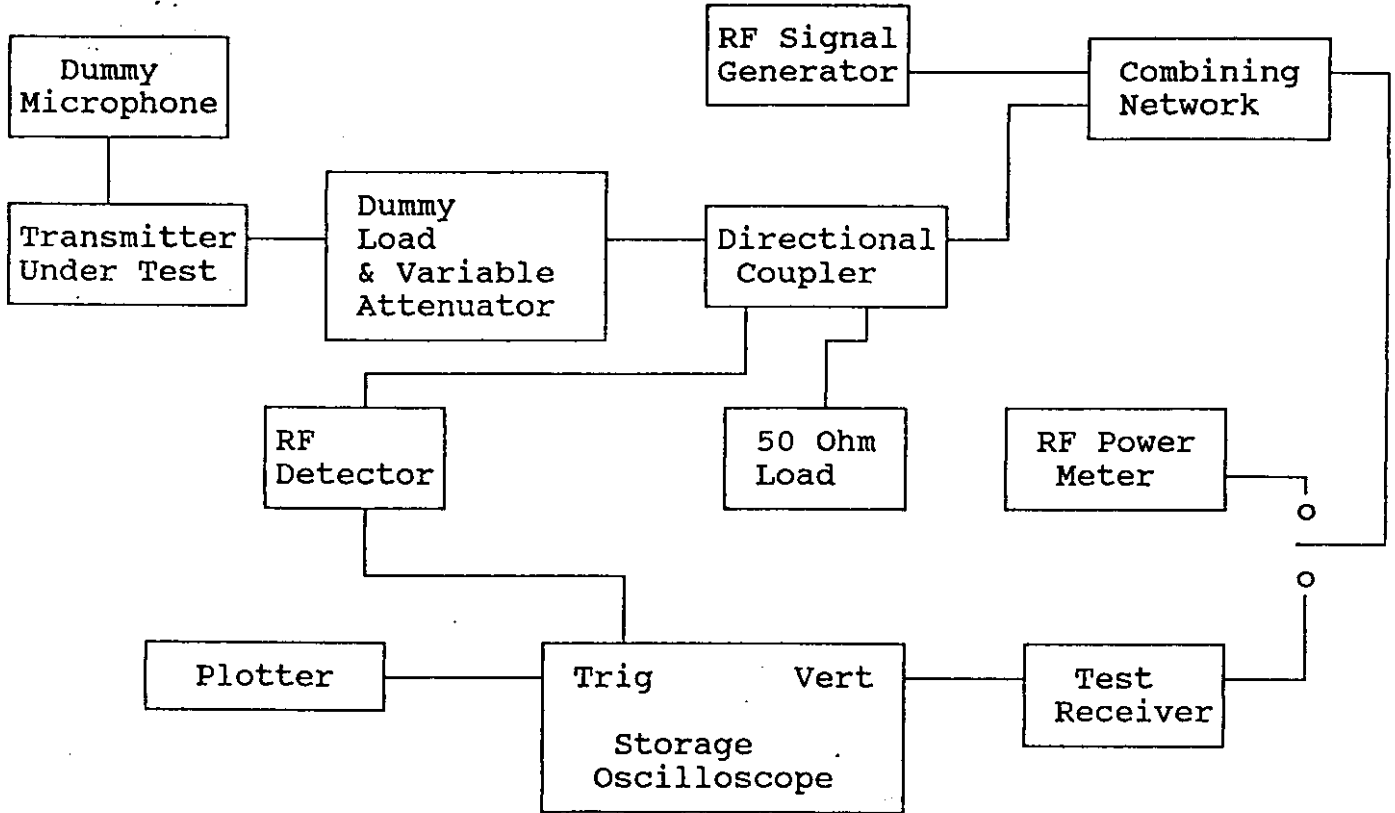 Dummy
Microphone
RF Signal
Generator
Combining
Network
Transmitter
Under Test
Dummy
Load
& Variable
Attenuator
Directional
Coupler
RF
Detector
50 Ohm
Load
RF Power
Meter
Plotter
Trig Vert
Storage
Oscilloscope
Test
Receiver